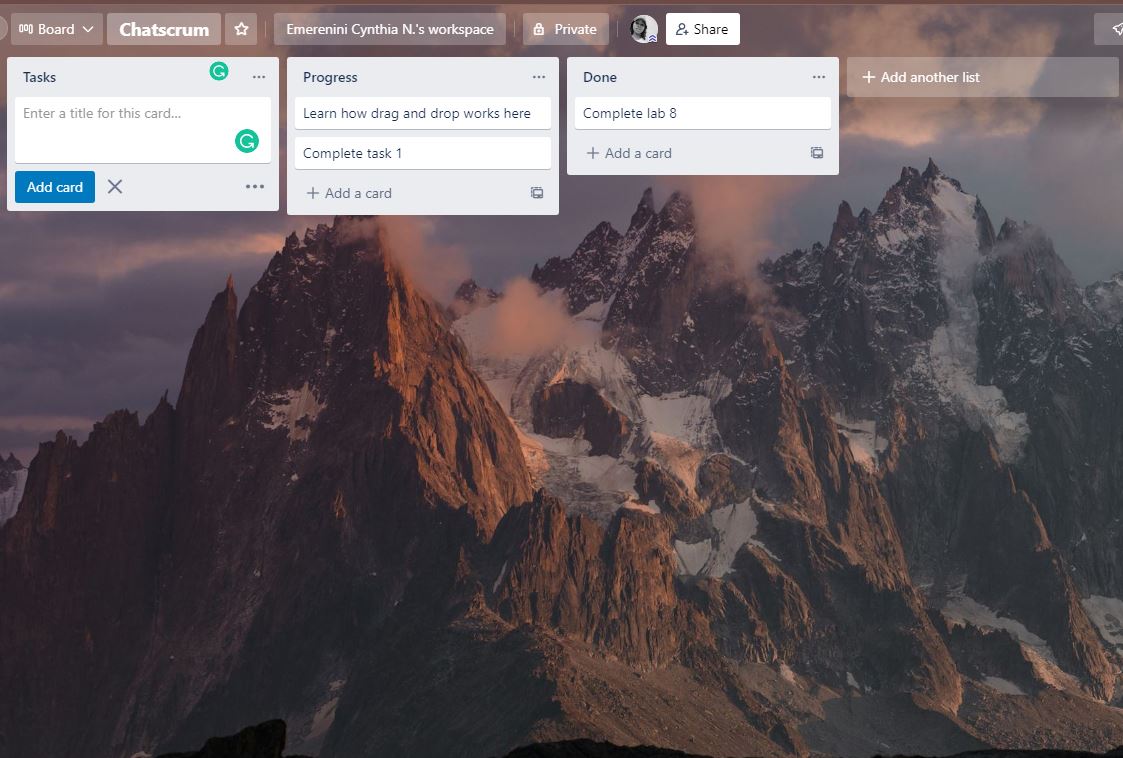 Board
Chatscrum
Emerenini Cynthia N.'s workspace
Private
Share
Tasks
Enter a title for this card...
Add card
Progress
Learn how drag and drop works here
Complete task 1
+ Add a card
Done
Complete lab 8
+ Add a card
+ Add another list